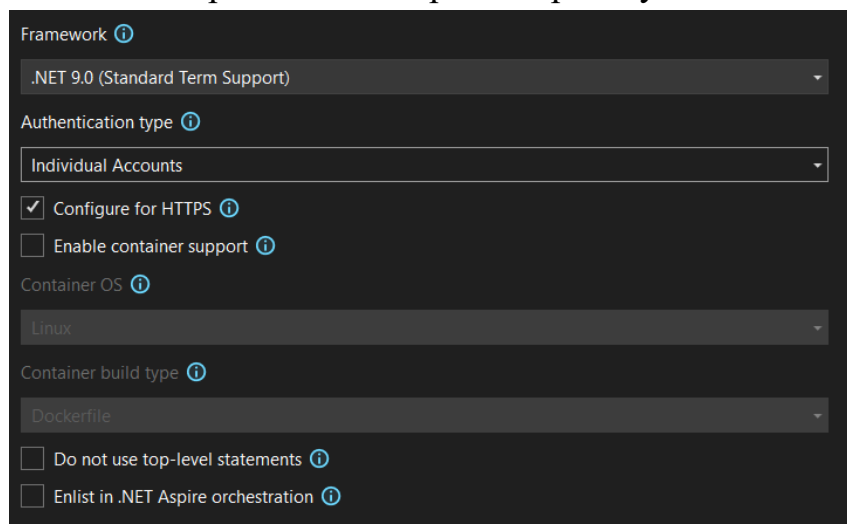 Framework
.NET 9.0 (Standard Term Support)
Authentication type
Individual Accounts
Configure for HTTPS
Enable container support
Container OS
Linux
Container build type
Dockerfile
Do not use top-level statements
Enlist in .NET Aspire orchestration